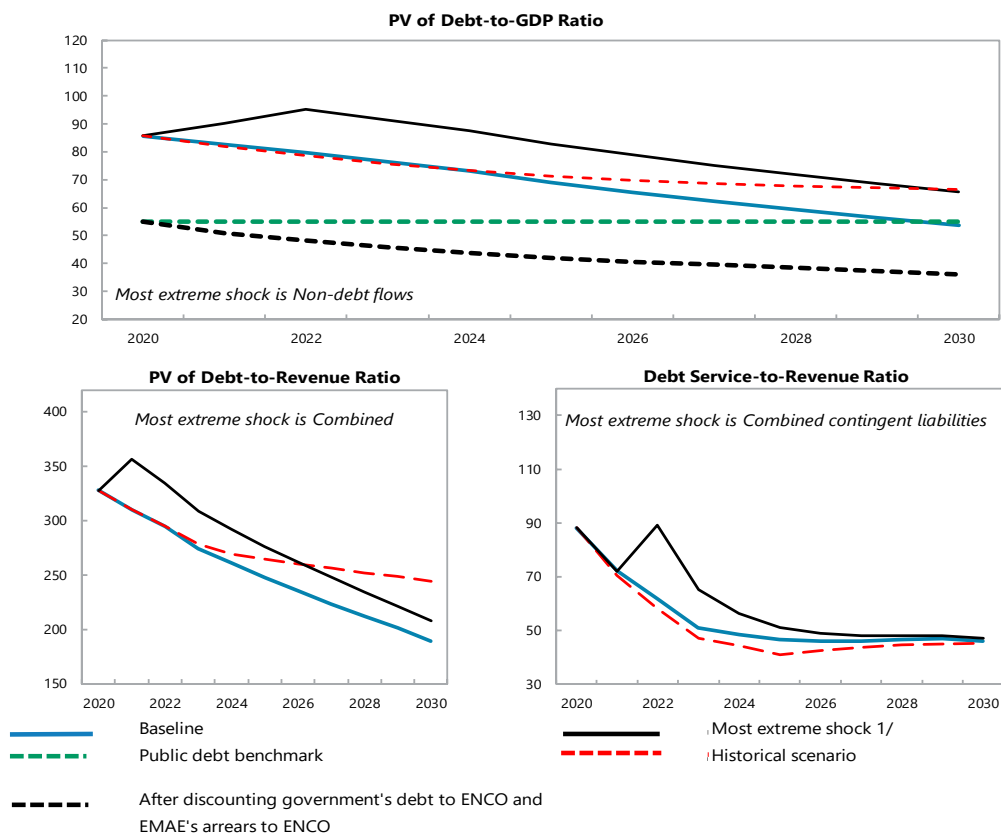 PV of Debt-to-GDP Ratio
120
110
100
90
80
70
60
50
40
30
20
Most extreme shock is Non-debt flows
2020 2022 2024 2026 2028 2030
PV of Debt-to-Revenue Ratio
Most extreme shock is Combined
400
350
300
250
200
150
2020 2022 2024 2026 2028 2030
Debt Service-to-Revenue Ratio
Most extreme shock is Combined contingent liabilities
130
110
90
70
50
30
2020 2022 2024 2026 2028 2030
Baseline
Public debt benchmark
After discounting government's debt to ENCO and
EMAE's arrears to ENCO
Most extreme shock 1/
Historical scenario